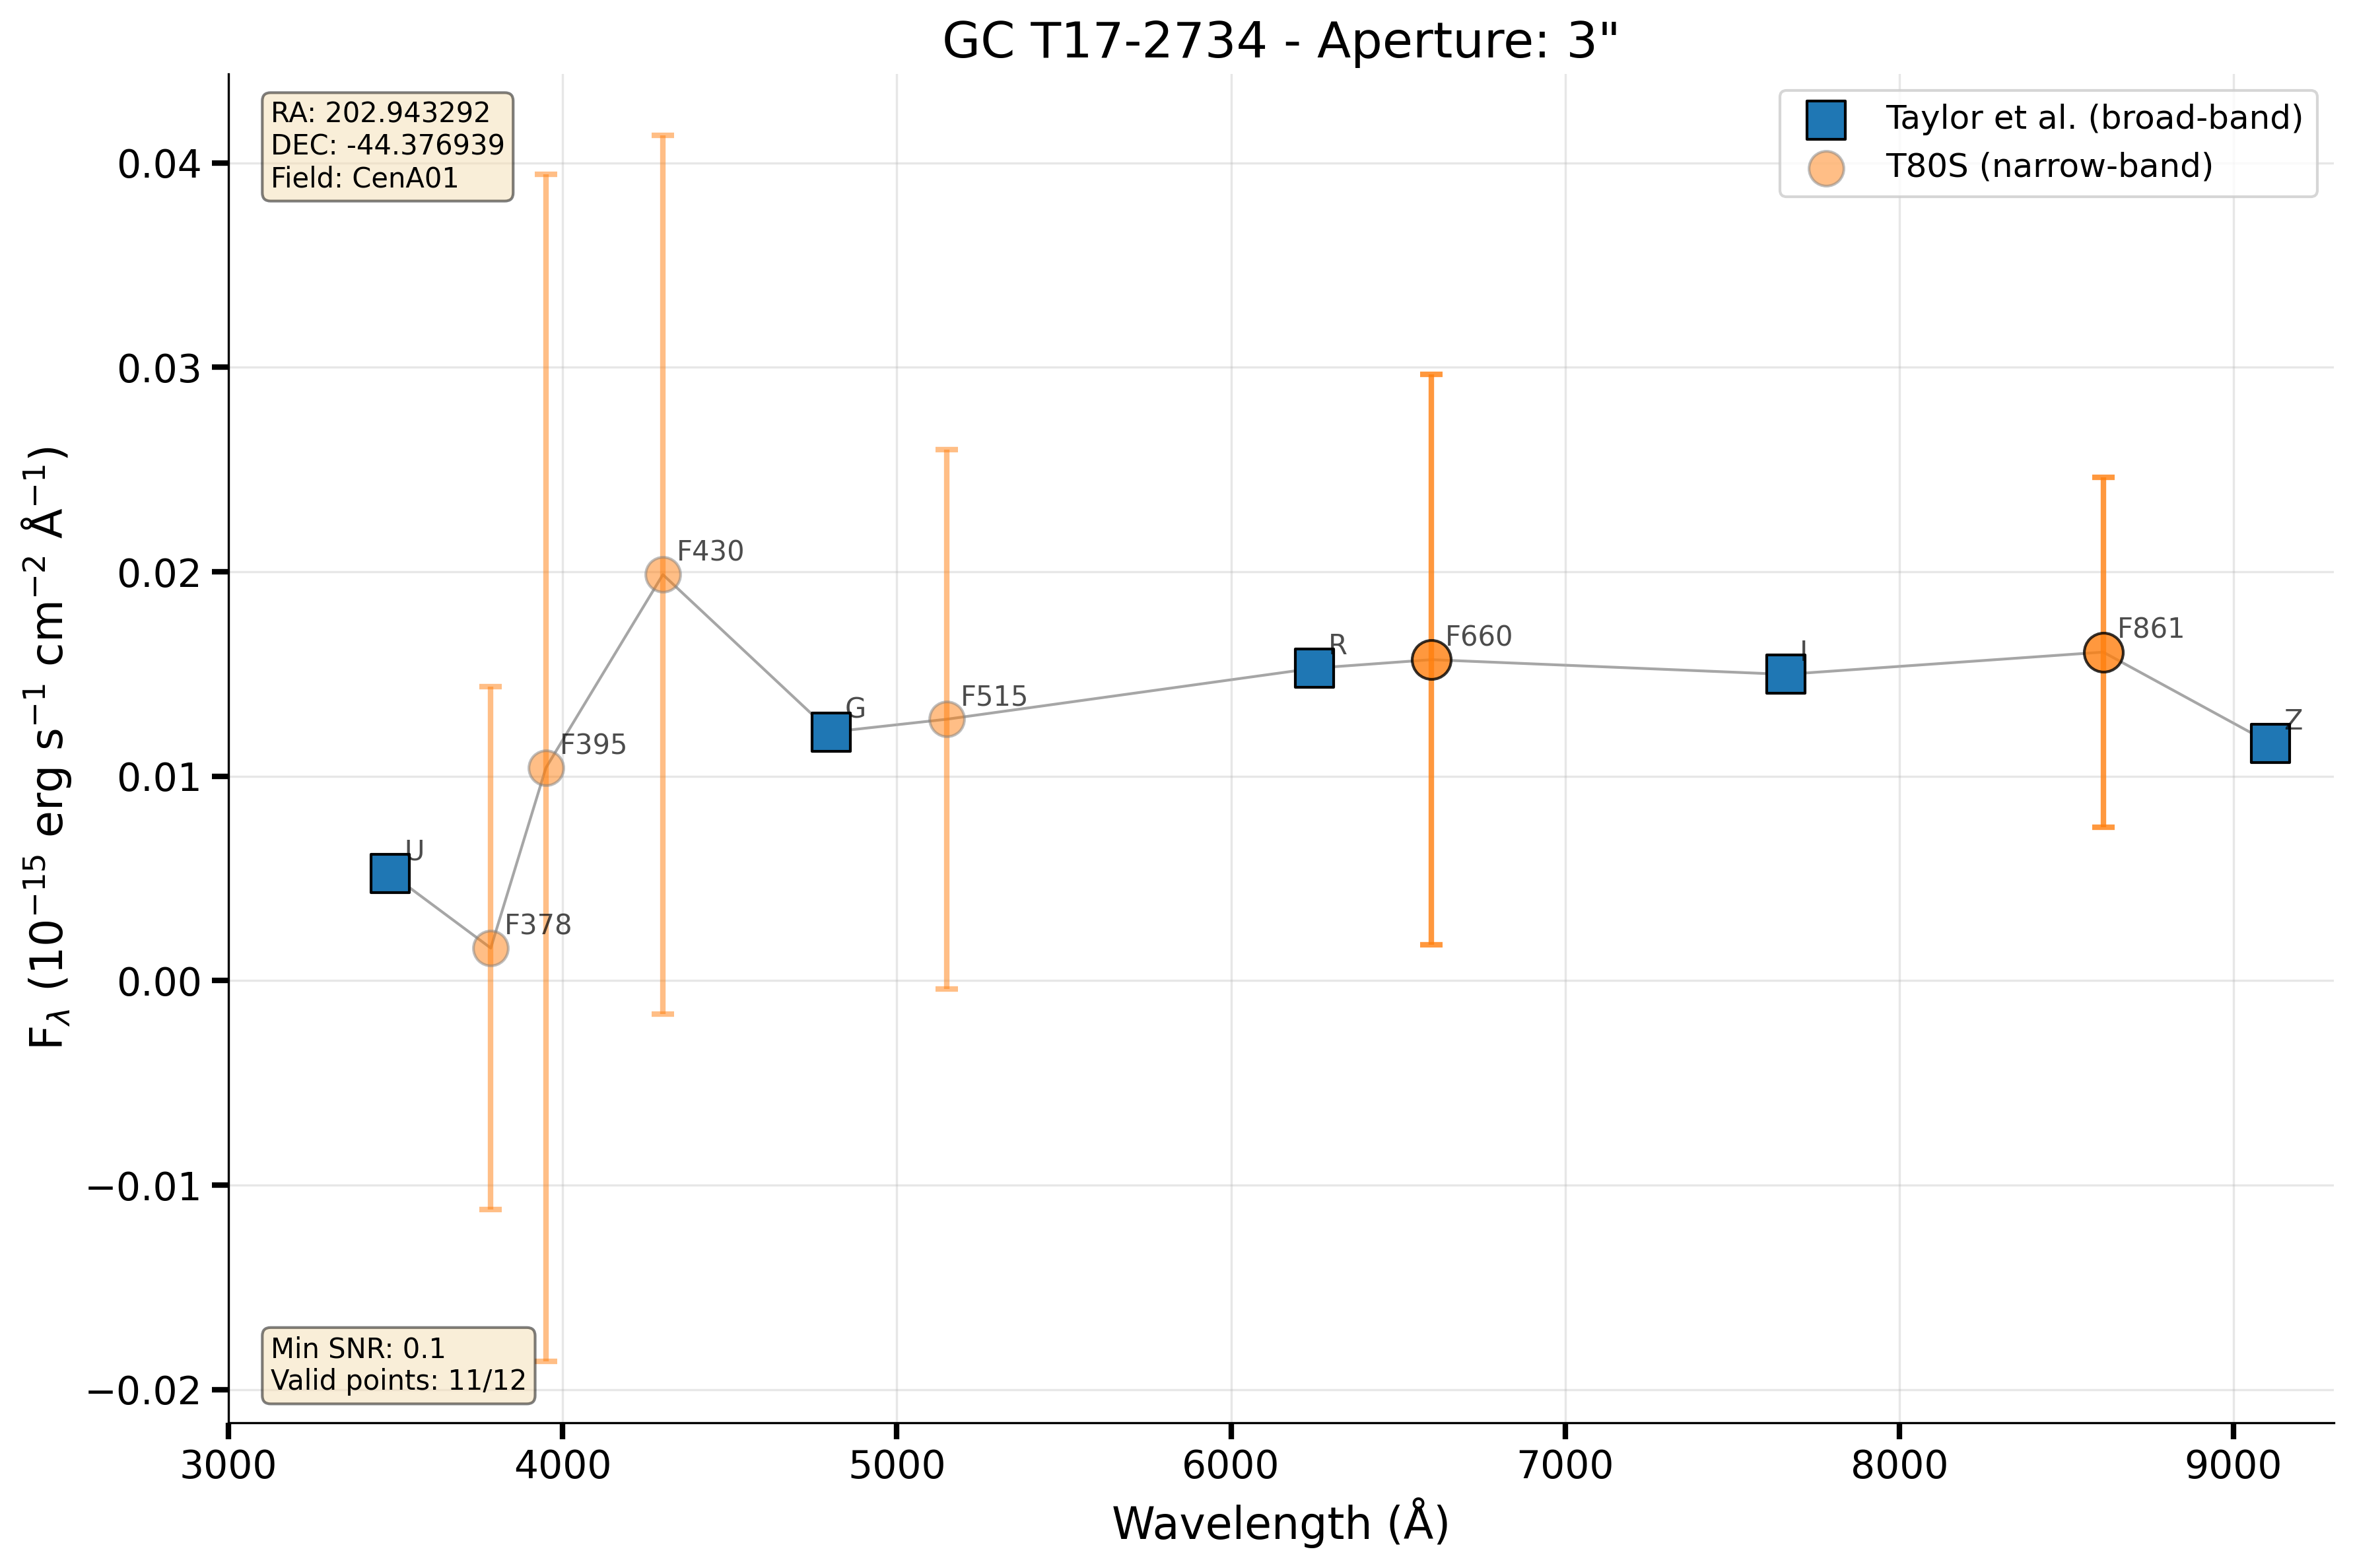 GC T17-2734 - Aperture: 3"
RA: 202.943292
DEC: -44.376939
Field: CenA01
Taylor et al. (broad-band)
T80S (narrow-band)
0.04
0.03
0.02
0.01
0.00
−0.01
−0.02
F$_λ$ (10$^{−15}$ erg s$^{−1}$ cm$^{−2}$ Å$^{−1}$)
U
F378
F395
F430
G
F515
R
F660
I
F861
Z
Min SNR: 0.1
Valid points: 11/12
3000 4000 5000 6000 7000 8000 9000
Wavelength (Å)